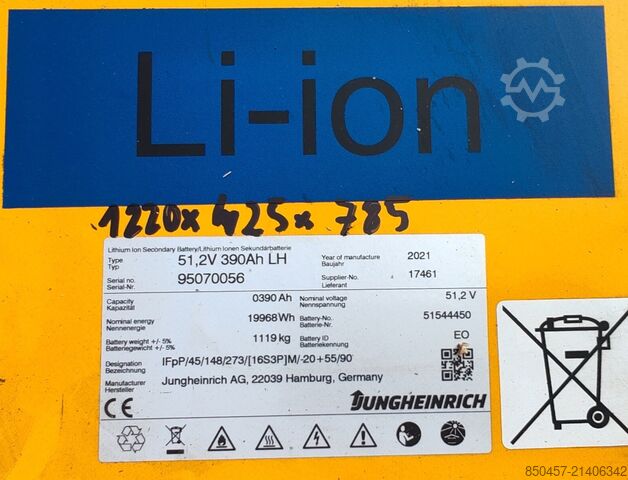 Li-ion
1220x 425x 785
Lithium Ion Secondary Battery/Lithium Ionen Sekundärbatterie
Type 51,2V 390Ah LH Year of manufacture 2021
Typ Baujahr
Serial no. 95070056 Supplier-No. 17461
Serial-Nr. Lieferant
Capacity 0390 Ah Nominal voltage 51,2 V
Kapazität Nennspannung
Nominal energy 19968Wh Battery-No. 51544450
Nennenergie Batterie-Nr.
Battery weight +/- 5% 1119 kg Battery ID EO
Batteriegewicht +/- 5% Batteriekennung
Designation IFpP/45/148/273/[16S3P]M/-20+55/90
Bezeichnung
Manufacturer Jungheinrich AG, 22039 Hamburg, Germany
Hersteller
CE JUNGHEINRICH
850457-21406342